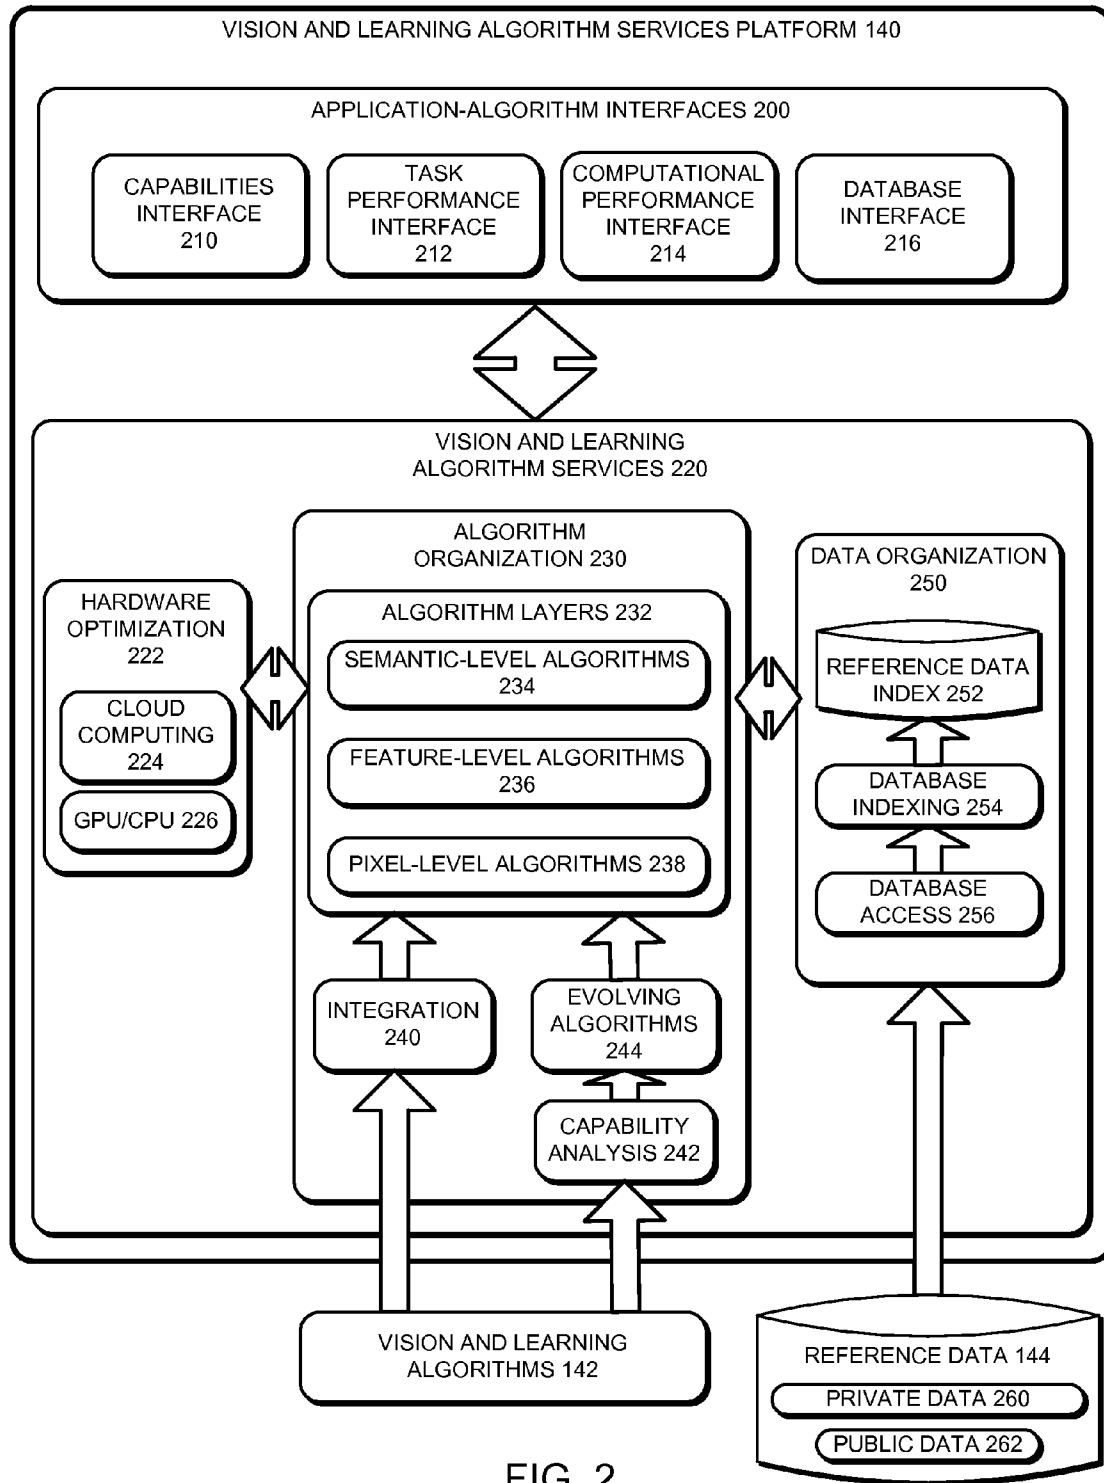 VISION AND LEARNING ALGORITHM SERVICES PLATFORM 140
APPLICATION-ALGORITHM INTERFACES 200
CAPABILITIES
INTERFACE
210
TASK
PERFORMANCE
INTERFACE
212
COMPUTATIONAL
PERFORMANCE
INTERFACE
214
DATABASE
INTERFACE
216
VISION AND LEARNING
ALGORITHM SERVICES 220
HARDWARE
OPTIMIZATION
222
CLOUD
COMPUTING
224
GPU/CPU 226
ALGORITHM
ORGANIZATION 230
ALGORITHM LAYERS 232
SEMANTIC-LEVEL ALGORITHMS
234
FEATURE-LEVEL ALGORITHMS
236
PIXEL-LEVEL ALGORITHMS 238
INTEGRATION
240
EVOLVING
ALGORITHMS
244
CAPABILITY
ANALYSIS 242
DATA ORGANIZATION
250
REFERENCE DATA
INDEX 252
DATABASE
INDEXING 254
DATABASE
ACCESS 256
VISION AND LEARNING
ALGORITHMS 142
REFERENCE DATA 144
PRIVATE DATA 260
PUBLIC DATA 262
FIG. 2